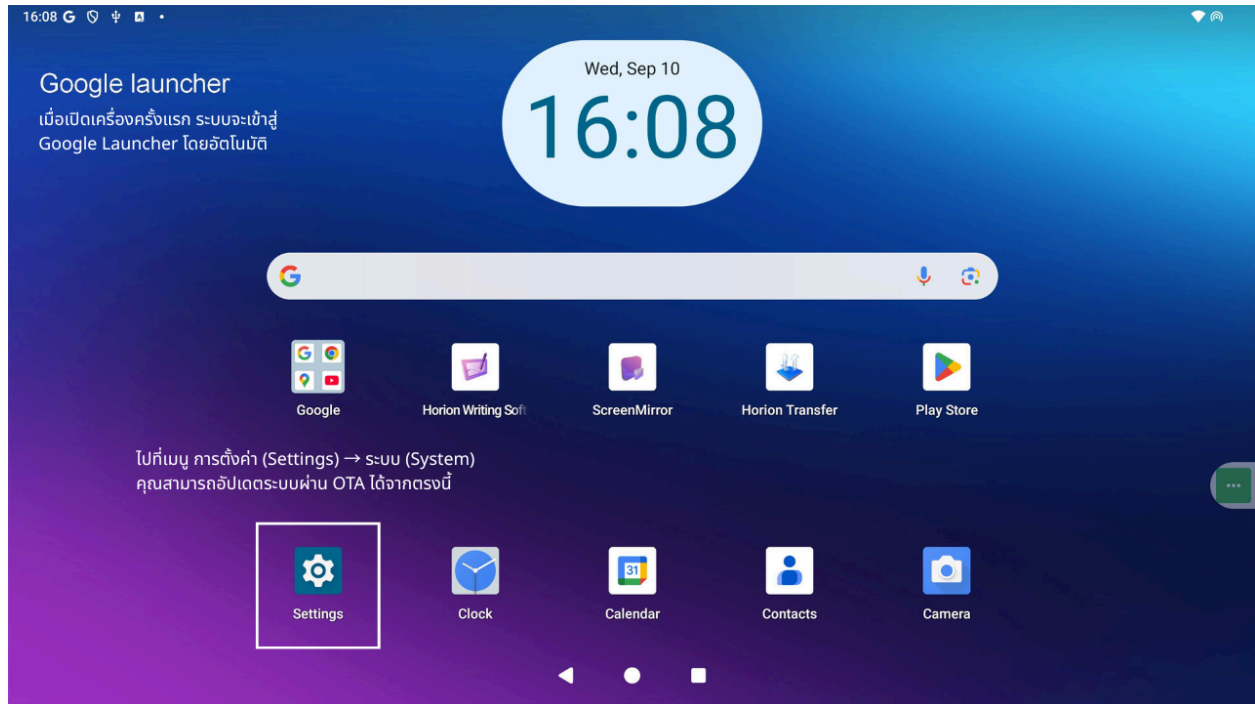 16:08
Google launcher
เมื่อเปิดเครื่องครั้งแรก ระบบจะเข้าสู่
Google Launcher โดยอัตโนมัติ
Wed, Sep 10
16:08
Google
Horion Writing Soft
ScreenMirror
Horion Transfer
Play Store
ไปที่เมนู การตั้งค่า (Settings) → ระบบ (System)
คุณสามารถอัปเดตระบบผ่าน OTA ได้จากตรงนี้
31
Settings
Clock
Calendar
Contacts
Camera